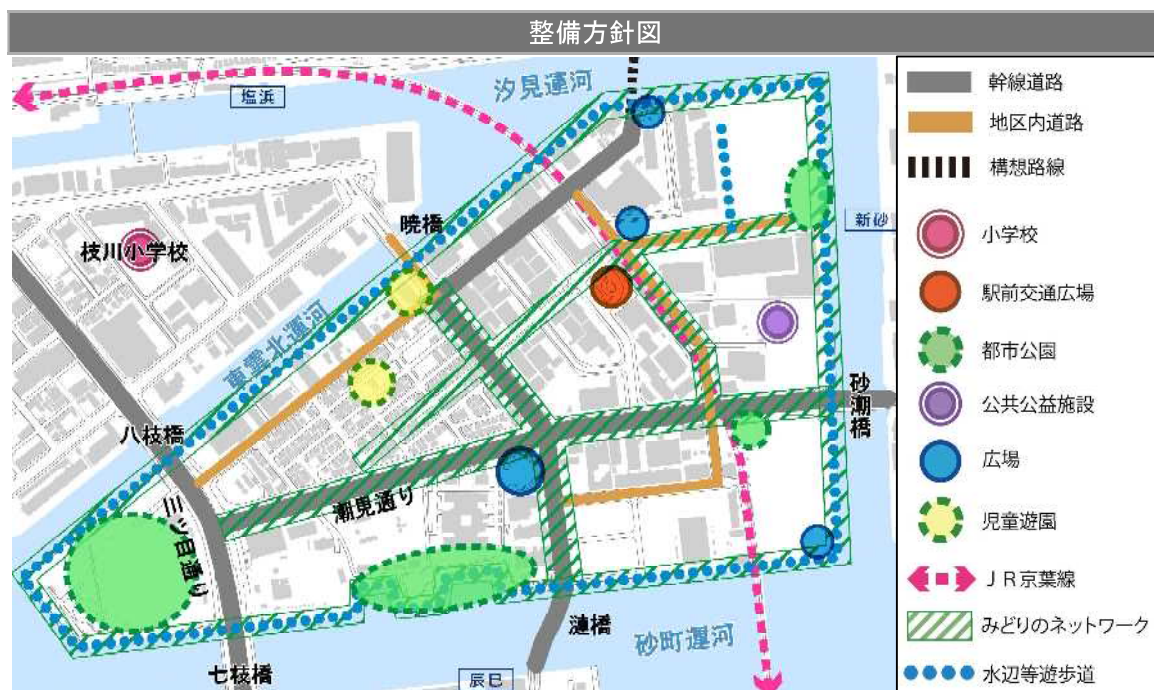 整備方針図
汐見運河
塩浜
暁橋
枝川小学校
新砂
東雲北運河
八枝橋
砂潮橋
潮見通り
三ツ目通り
漣橋
砂町運河
七枝橋
辰巳
幹線道路
地区内道路
構想路線
小学校
駅前交通広場
都市公園
公共公益施設
広場
児童遊園
JR京葉線
みどりのネットワーク
水辺等遊歩道